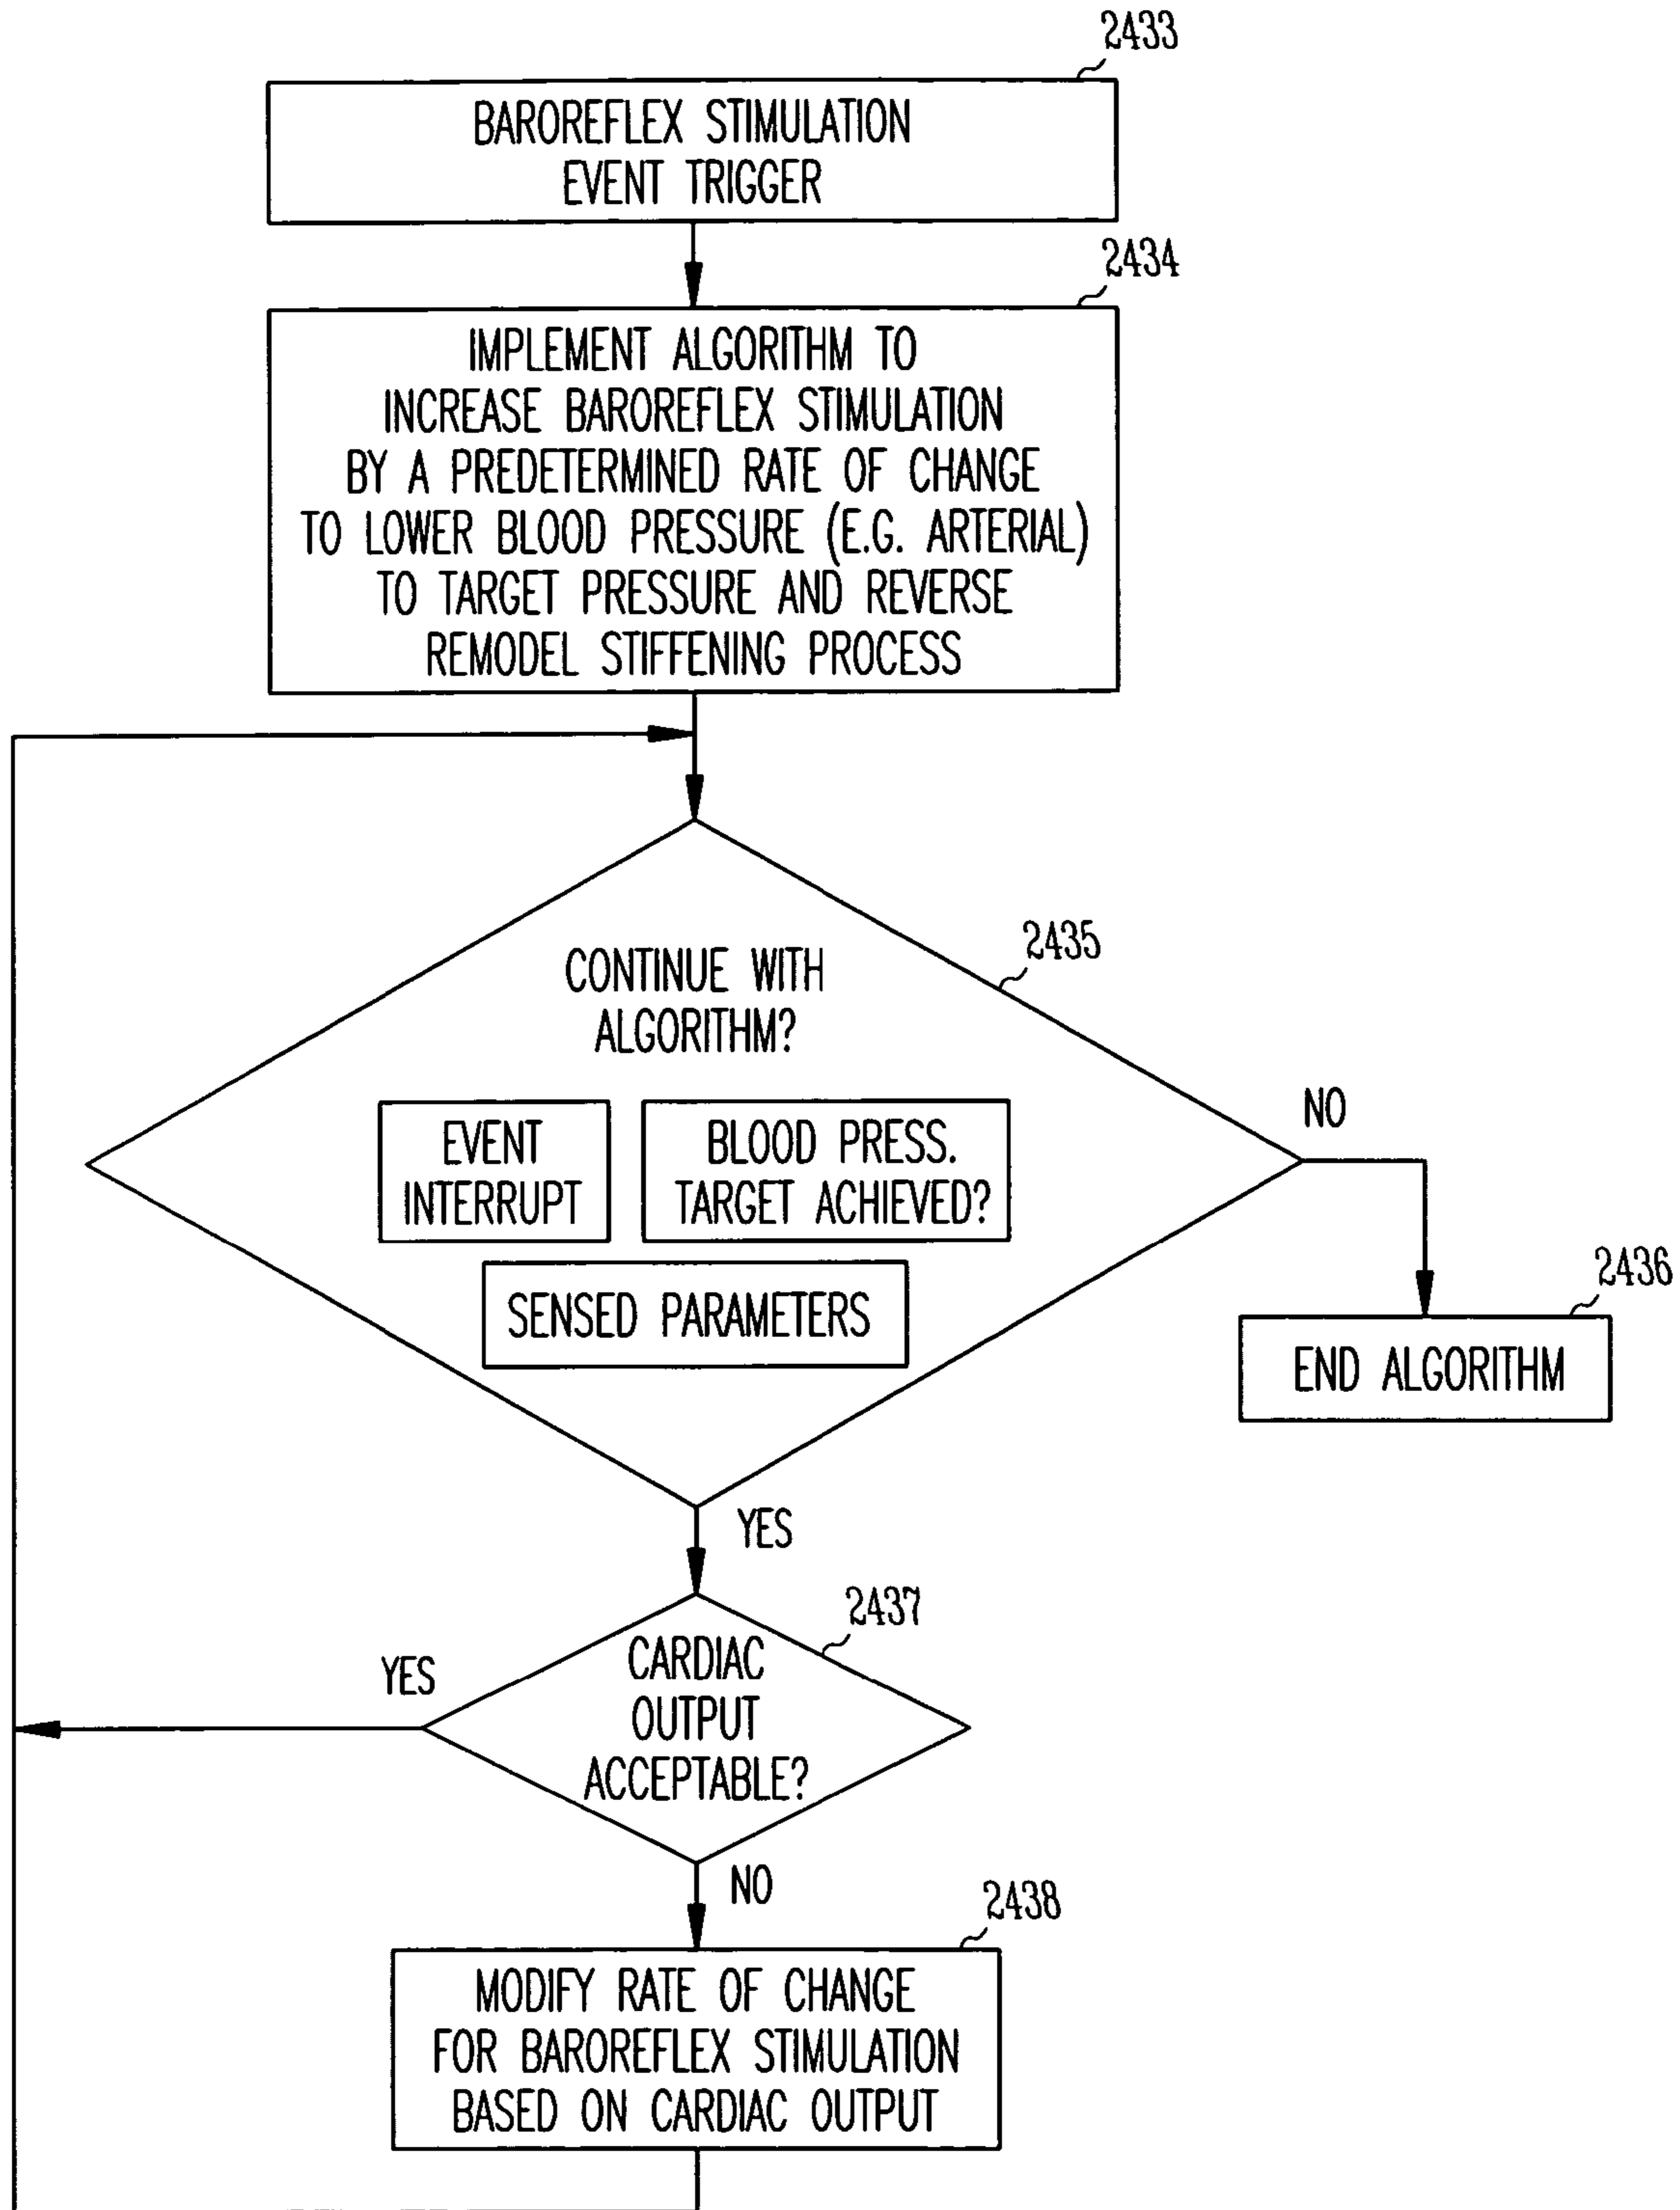 2433
BAROREFLEX STIMULATION
EVENT TRIGGER
2434
IMPLEMENT ALGORITHM TO
INCREASE BAROREFLEX STIMULATION
BY A PREDETERMINED RATE OF CHANGE
TO LOWER BLOOD PRESSURE (E.G. ARTERIAL)
TO TARGET PRESSURE AND REVERSE
REMODEL STIFFENING PROCESS
2435
CONTINUE WITH
ALGORITHM?
EVENT
INTERRUPT
BLOOD PRESS.
TARGET ACHIEVED?
SENSED PARAMETERS
NO
2436
END ALGORITHM
YES
2437
CARDIAC
OUTPUT
ACCEPTABLE?
YES
NO
2438
MODIFY RATE OF CHANGE
FOR BAROREFLEX STIMULATION
BASED ON CARDIAC OUTPUT